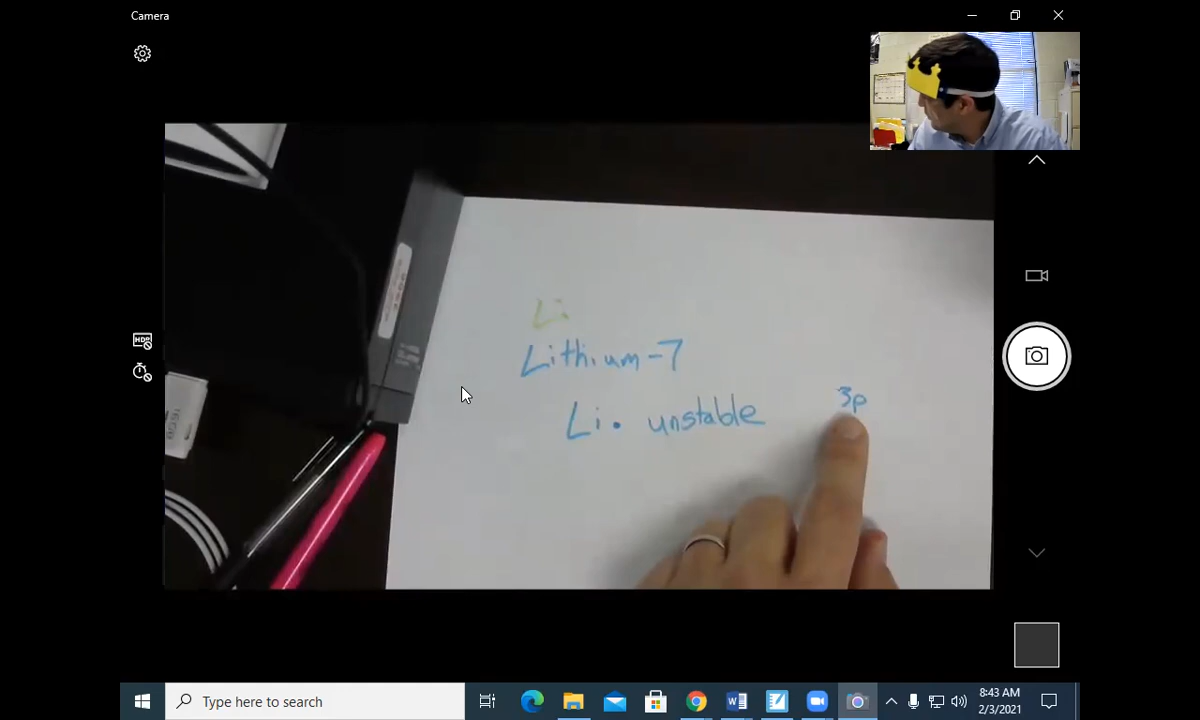 Camera
Li
Lithium-7
3p
Li. unstable
Type here to search
8:43 AM
2/3/2021